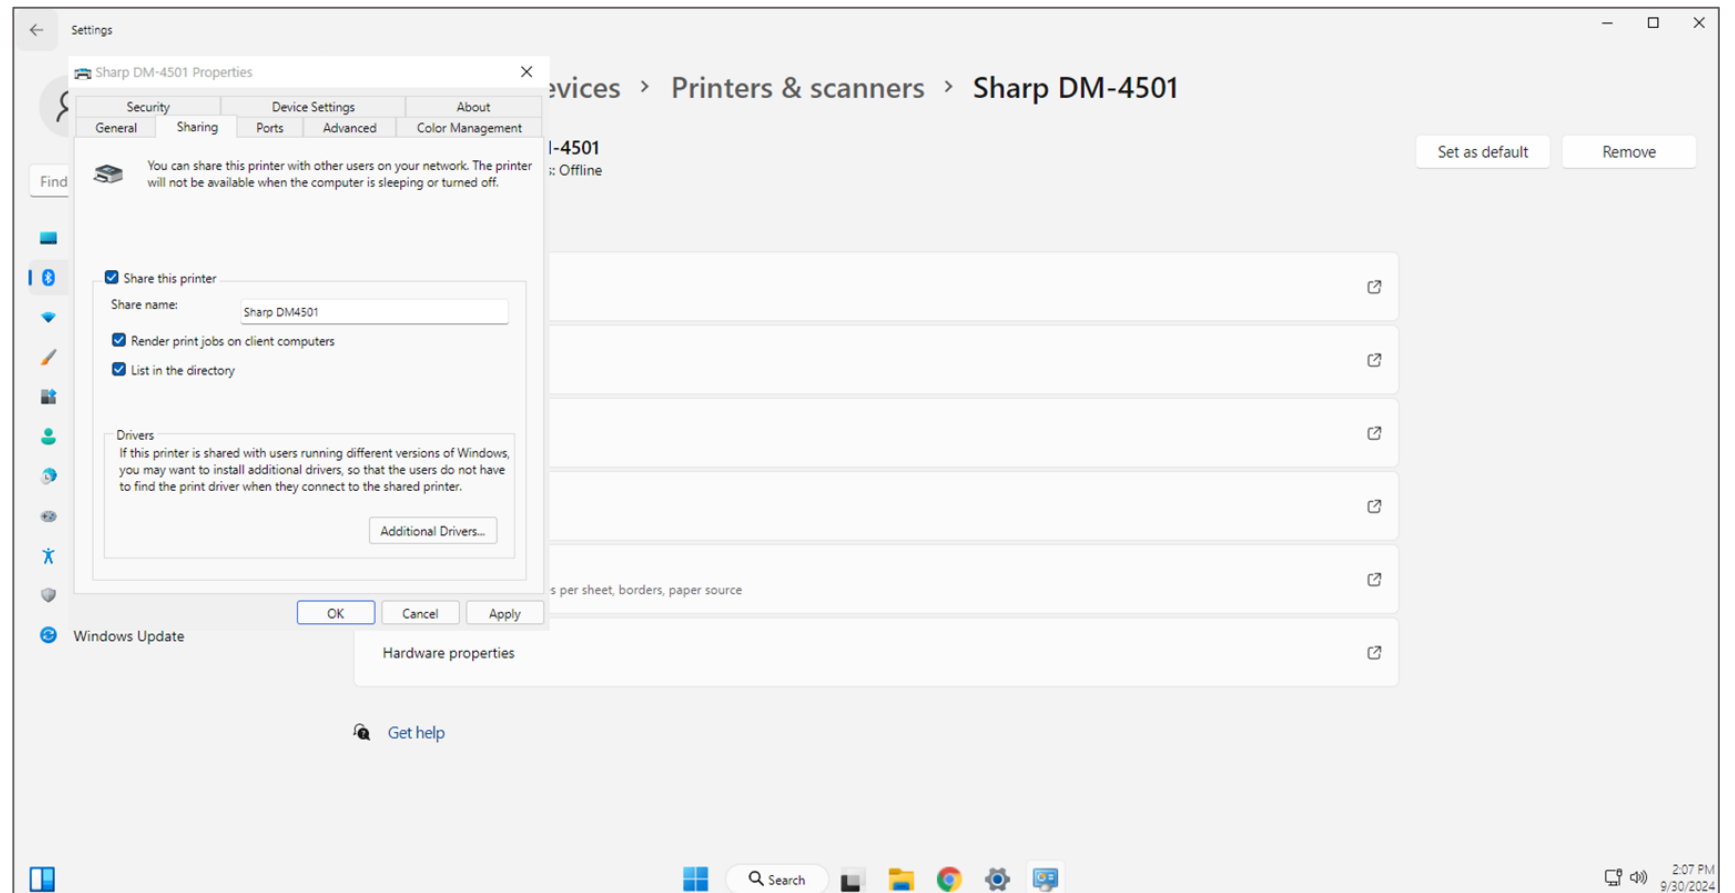 Settings
Sharp DM-4501 Properties
Security
Device Settings
About
General
Sharing
Ports
Advanced
Color Management
You can share this printer with other users on your network. The printer
will not be available when the computer is sleeping or turned off.
Share this printer
Share name:
Sharp DM4501
Render print jobs on client computers
List in the directory
Drivers
If this printer is shared with users running different versions of Windows,
you may want to install additional drivers, so that the users do not have
to find the print driver when they connect to the shared printer.
Additional Drivers...
OK
Cancel
Apply
evices > Printers & scanners > Sharp DM-4501
-4501
s: Offline
Set as default
Remove
Find
s per sheet, borders, paper source
Windows Update
Hardware properties
Get help
Search
2:07 PM
9/30/2024